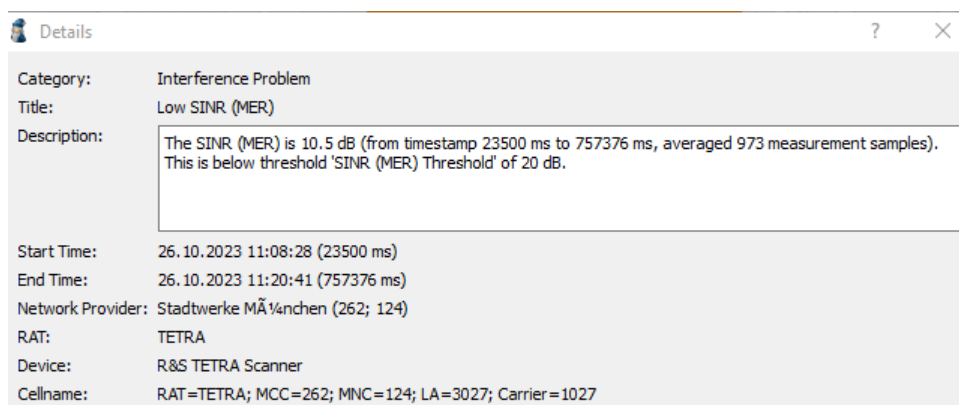 Details
Category: Interference Problem
Title: Low SINR (MER)
Description: The SINR (MER) is 10.5 dB (from timestamp 23500 ms to 757376 ms, averaged 973 measurement samples).
This is below threshold 'SINR (MER) Threshold' of 20 dB.
Start Time: 26.10.2023 11:08:28 (23500 ms)
End Time: 26.10.2023 11:20:41 (757376 ms)
Network Provider: Stadtwerke MÃ¼nchen (262; 124)
RAT: TETRA
Device: R&S TETRA Scanner
Cellname: RAT=TETRA; MCC=262; MNC=124; LA=3027; Carrier=1027